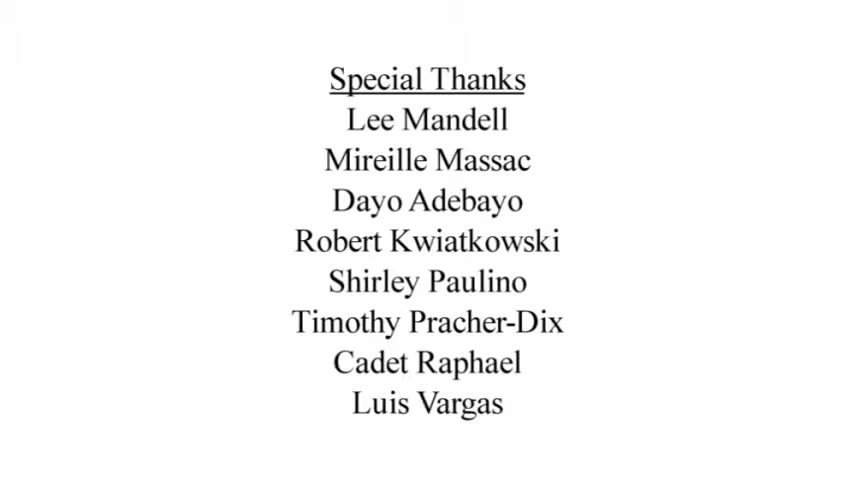 Special Thanks
Lee Mandell
Mireille Massac
Dayo Adebayo
Robert Kwiatkowski
Shirley Paulino
Timothy Pracher-Dix
Cadet Raphael
Luis Vargas